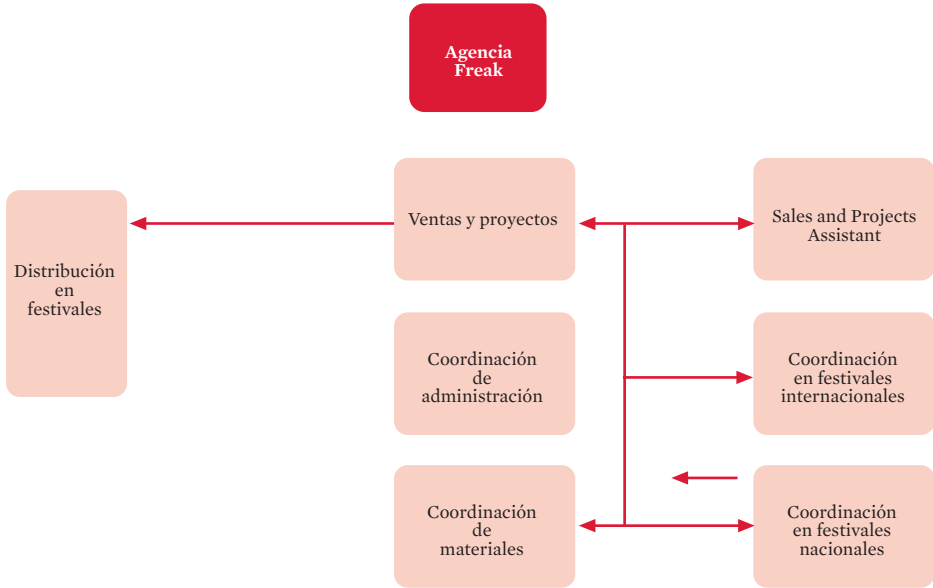 Agencia
Freak
Distribución
en
festivales
Ventas y proyectos
Sales and Projects
Assistant
Coordinación
de
administración
Coordinación
en festivales
internacionales
Coordinación
de
materiales
Coordinación
en festivales
nacionales